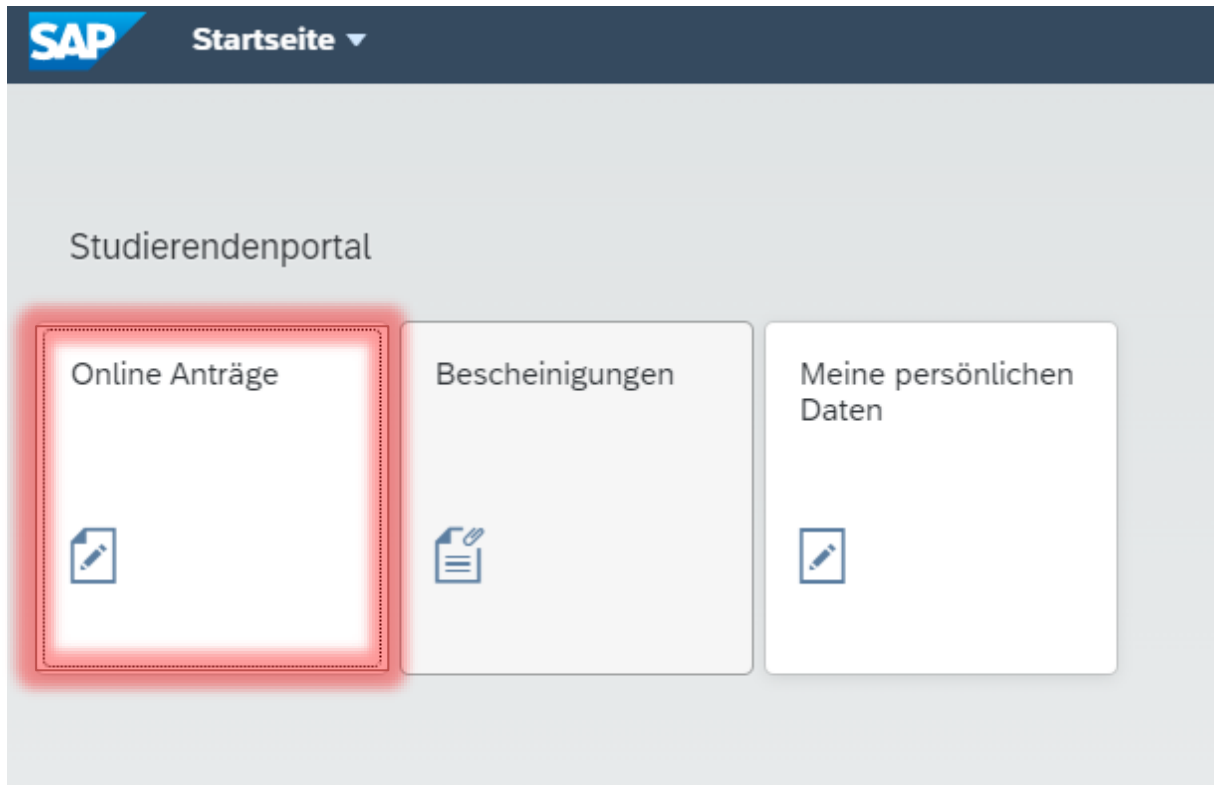 SAP Startseite
Studierendenportal
Online Anträge
Bescheinigungen
Meine persönlichen
Daten